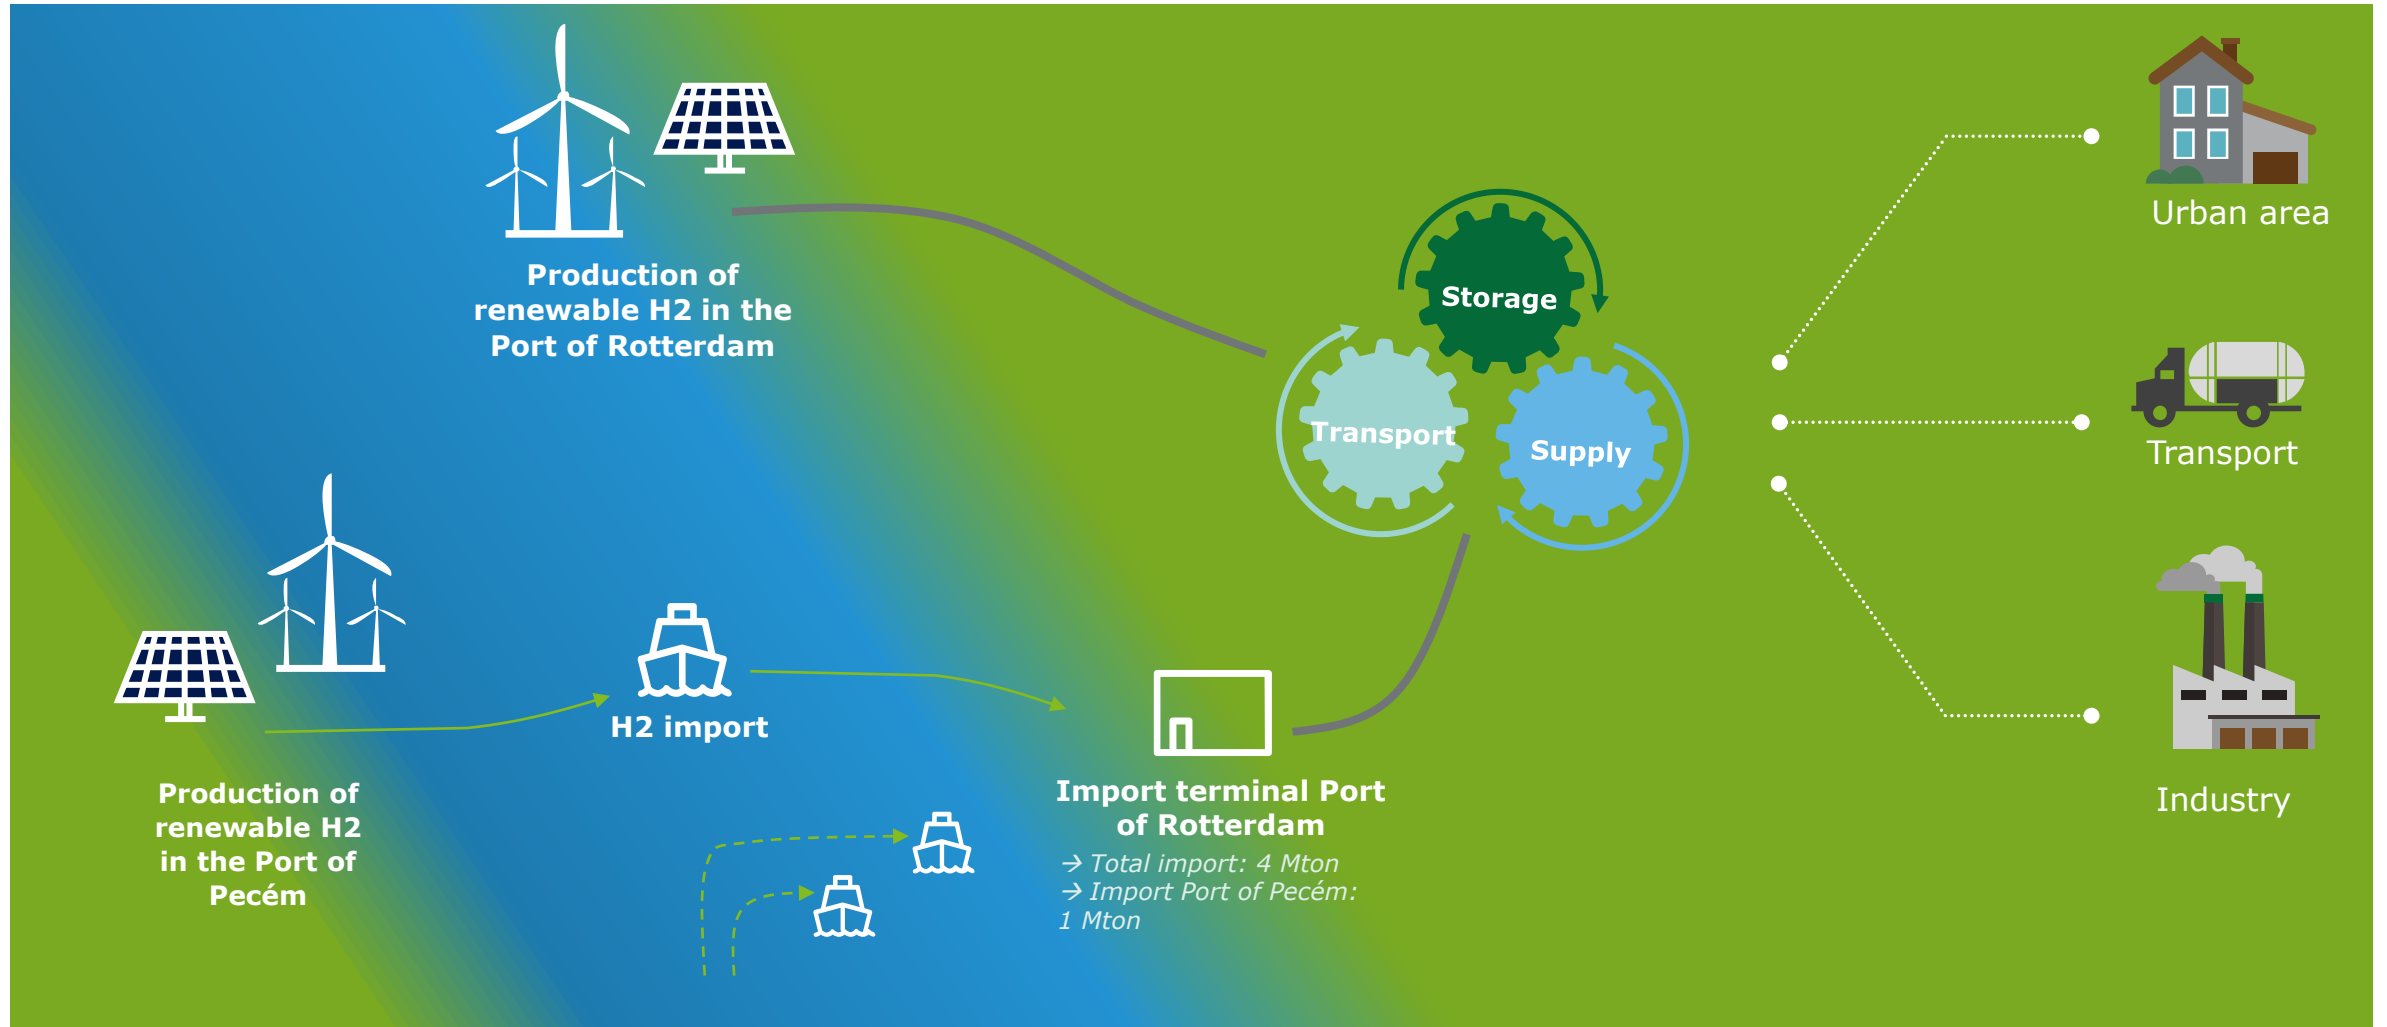 Production of
renewable H2 in the
Port of Rotterdam
Storage
Transport
Supply
Urban area
Transport
Industry
Production of
renewable H2
in the Port of
Pecém
H2 import
Import terminal Port
of Rotterdam
→ Total import: 4 Mton
→ Import Port of Pecém:
1 Mton